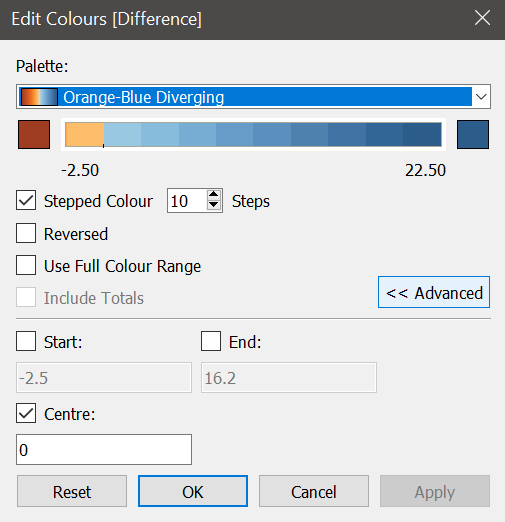 Edit Colours [Difference]
Palette:
Orange-Blue Diverging
-2.50 22.50
Stepped Colour 10 Steps
Reversed
Use Full Colour Range
Include Totals
<< Advanced
Start: End:
-2.5 16.2
Centre:
0
Reset OK Cancel Apply